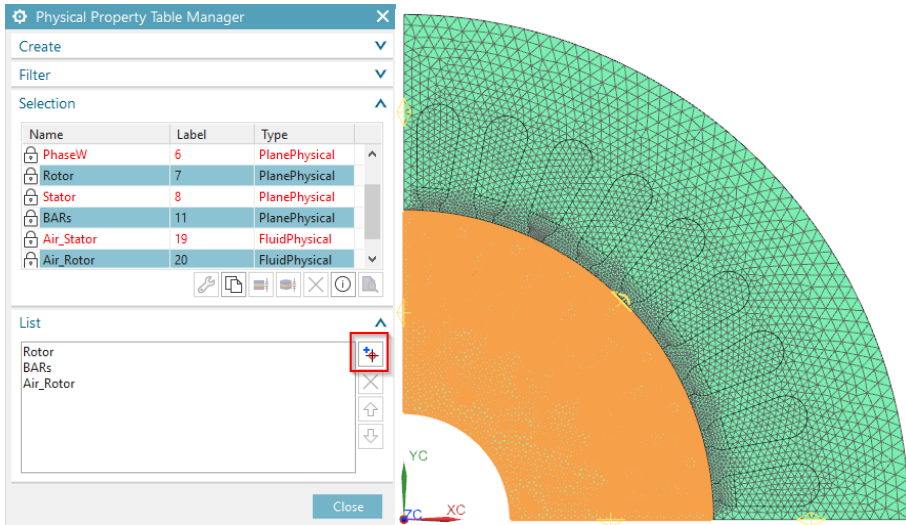 Physical Property Table Manager
Create
Filter
Selection
Name Label Type
PhaseW 6 PlanePhysical
Rotor 7 PlanePhysical
Stator 8 PlanePhysical
BARs 11 PlanePhysical
Air_Stator 19 FluidPhysical
Air_Rotor 20 FluidPhysical
List
Rotor
BARs
Air_Rotor
Close
YC
ZC XC